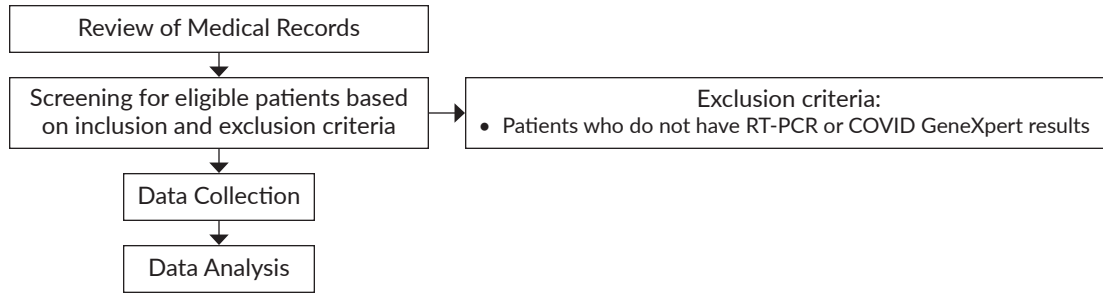 Review of Medical Records
Screening for eligible patients based
on inclusion and exclusion criteria
Exclusion criteria:
• Patients who do not have RT-PCR or COVID GeneXpert results
Data Collection
Data Analysis